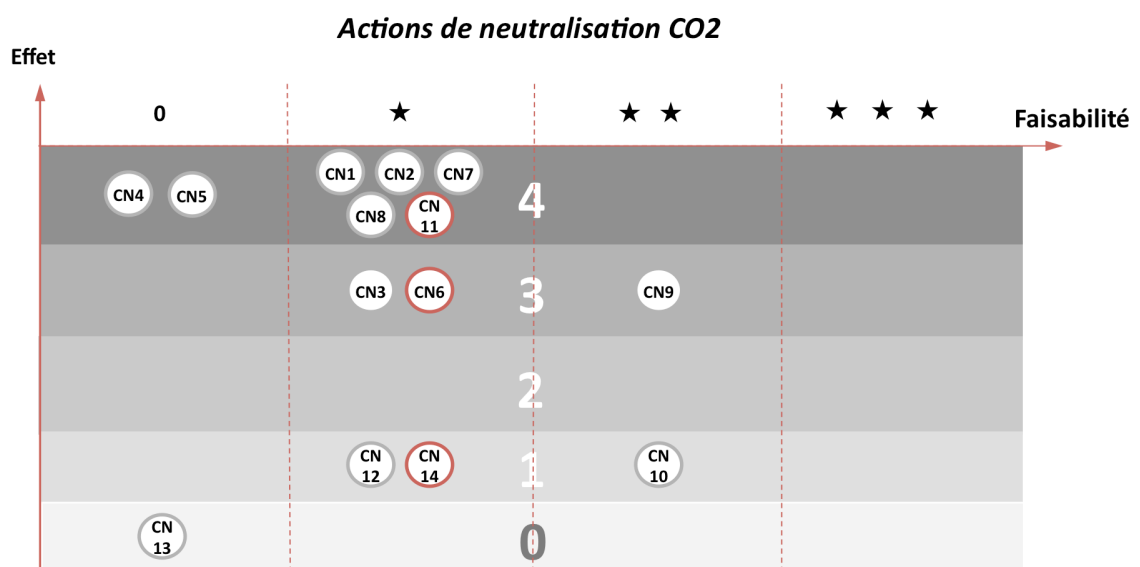 Actions de neutralisation CO2
Effet
0
★
★ ★
★ ★ ★
Faisabilité
CN1
CN2
CN7
CN4
CN5
CN8
CN
11
4
CN3
CN6
3
CN9
2
CN
12
CN
14
1
CN
10
CN
13
0